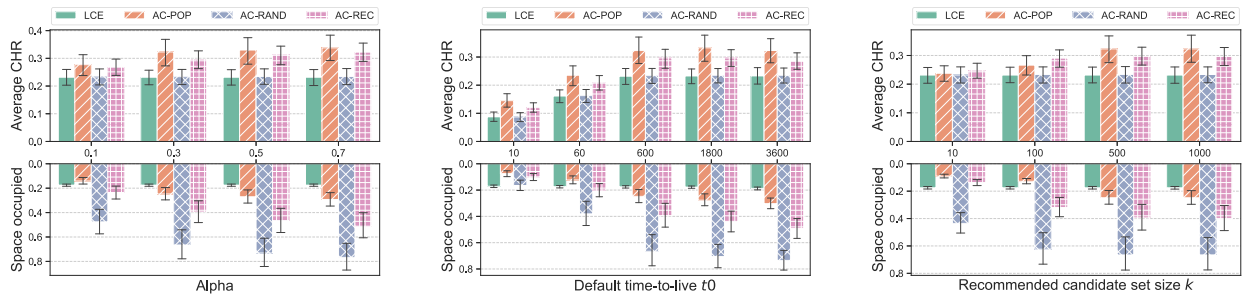 LCE AC-POP AC-RAND AC-REC
Average CHR
0.4
0.3
0.2
0.1
0.0
0.1 0.3 0.5 0.7
Space occupied
0.0
0.2
0.4
0.6
0.8
Alpha
LCE AC-POP AC-RAND AC-REC
Average CHR
0.4
0.3
0.2
0.1
0.0
10 60 600 1800 3600
Space occupied
0.0
0.2
0.4
0.6
0.8
Default time-to-live t0
LCE AC-POP AC-RAND AC-REC
Average CHR
0.3
0.2
0.1
0.0
10 100 500 1000
Space occupied
0.0
0.2
0.4
0.6
0.8
Recommended candidate set size k